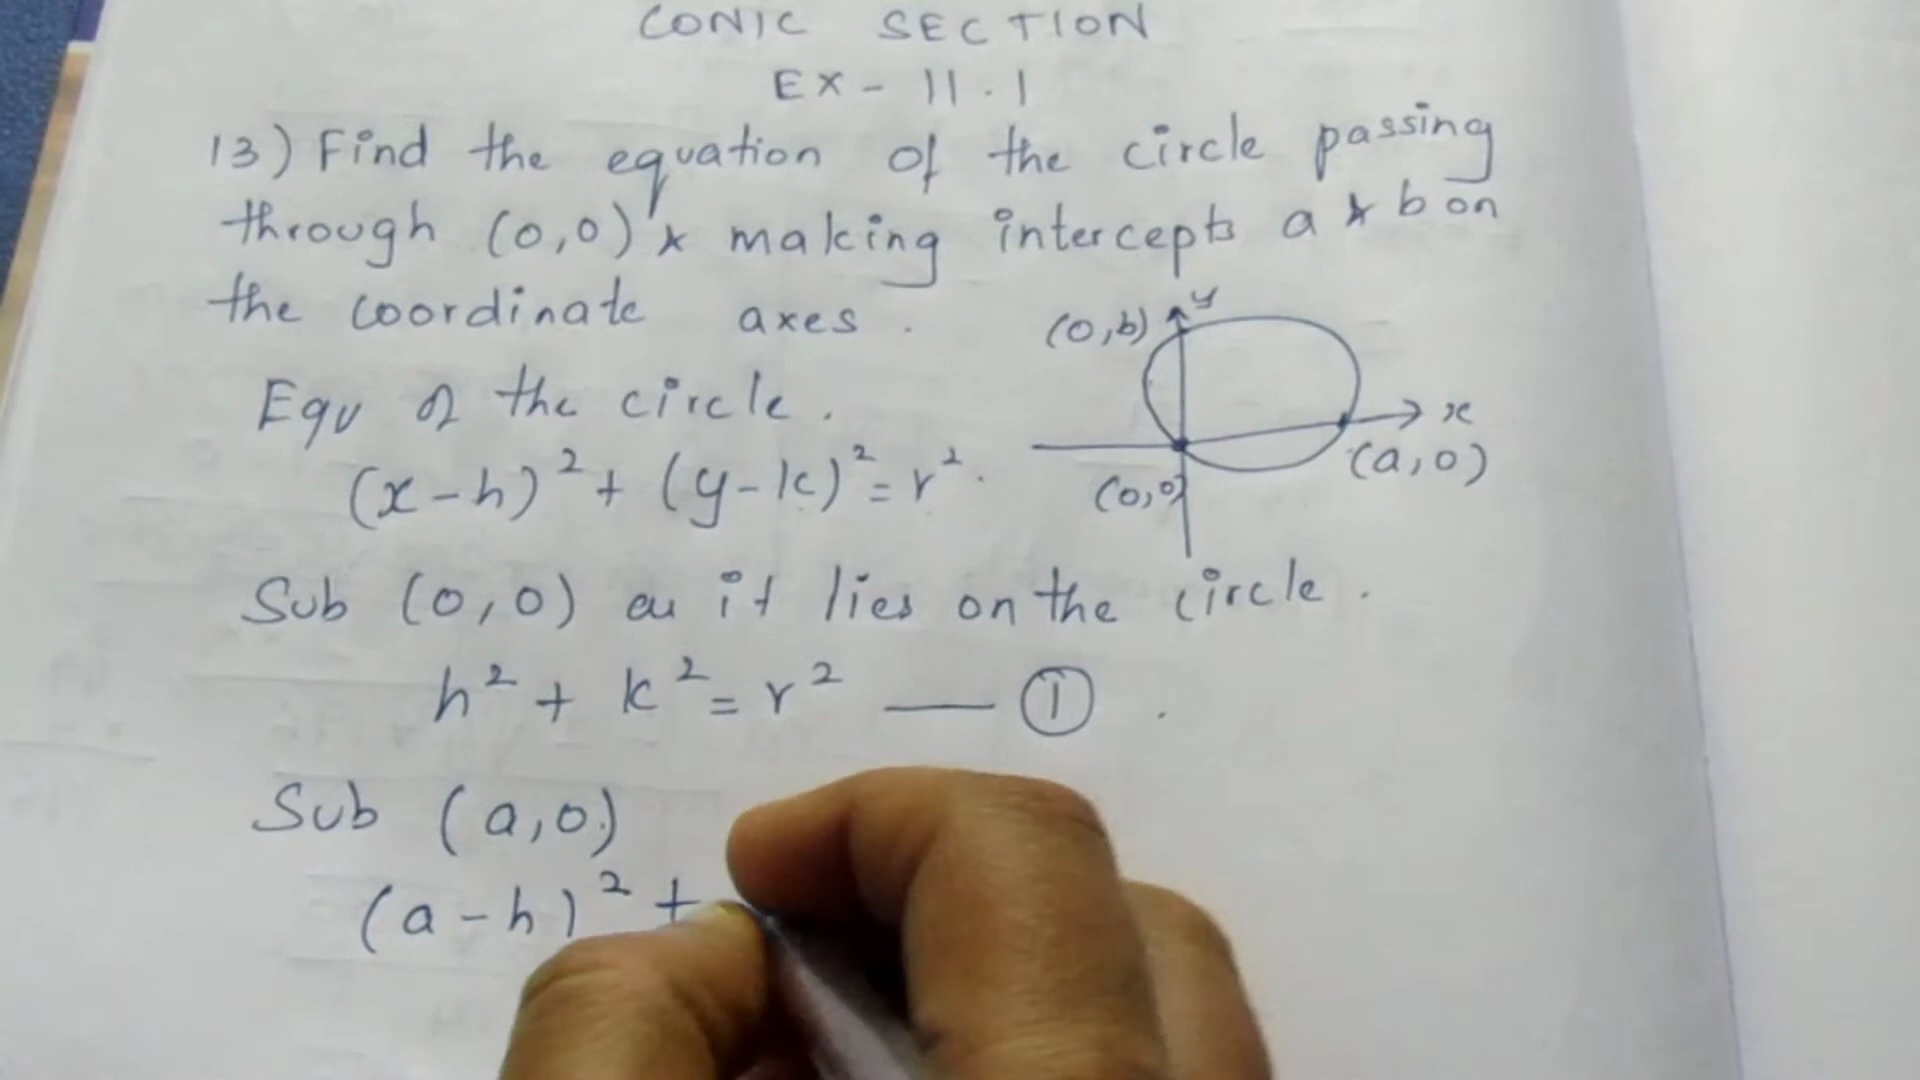 CONIC SECTION
EX - 11.1
13) Find the equation of the circle passing
through (0,0) & making intercepts a & b on
the coordinate axes.
y
(0,b)
x
(a,0)
(0,0)
Equ of the circle.
(x-h)² + (y-k)² = r².
Sub (0,0) as it lies on the circle.
h² + k² = r² — ①
Sub (a,0)
(a-h)² +